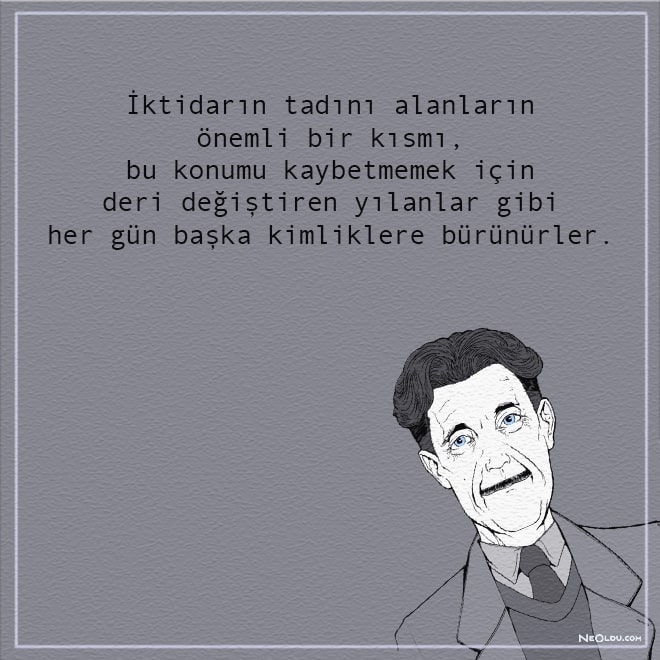 İktidarın tadını alanların
önemli bir kısmı,
bu konumu kaybetmemek için
deri değiştiren yılanlar gibi
her gün başka kimliklere bürünürler.
NeOldu.com